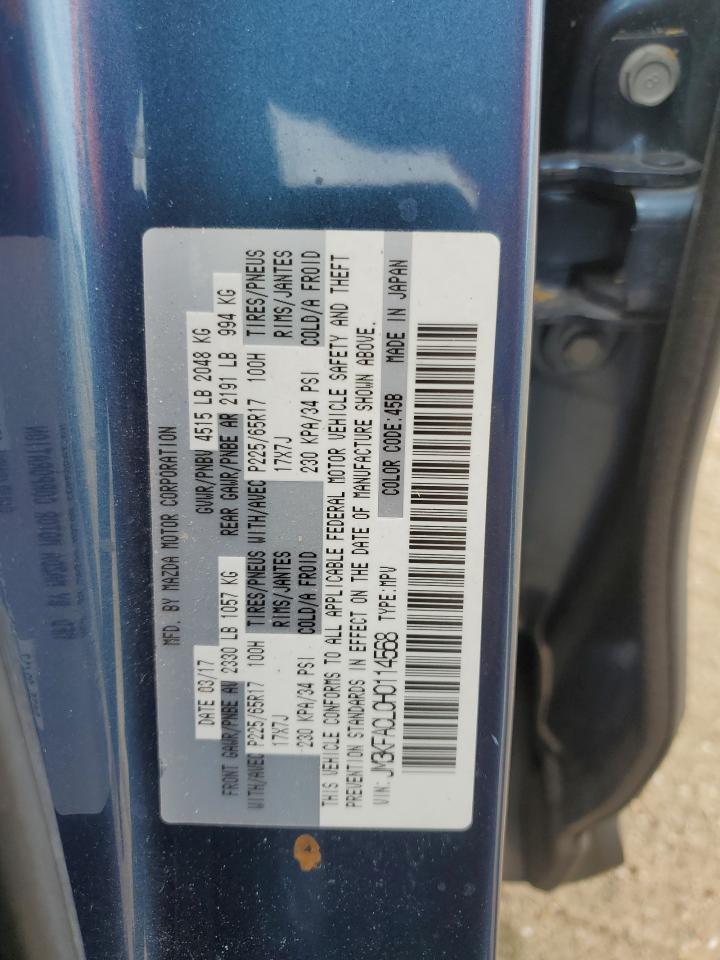 MFD. BY MAZDA MOTOR CORPORATION
DATE 03/17 GVWR/PNBV 4515 LB 2048 KG
FRONT GAWR/PNBE AV 2330 LB 1057 KG REAR GAWR/PNBE AR 2191 LB 994 KG
WITH/AVEC P225/65R17 100H TIRES/PNEUS WITH/AVEC P225/65R17 100H TIRES/PNEUS
17X7J RIMS/JANTES 17X7J RIMS/JANTES
230 KPA/34 PSI COLD/A FROID 230 KPA/34 PSI COLD/A FROID
THIS VEHICLE CONFORMS TO ALL APPLICABLE FEDERAL MOTOR VEHICLE SAFETY AND THEFT
PREVENTION STANDARDS IN EFFECT ON THE DATE OF MANUFACTURE SHOWN ABOVE.
VIN: JM3KFACL0H0114568 TYPE:MPV COLOR CODE:45B MADE IN JAPAN